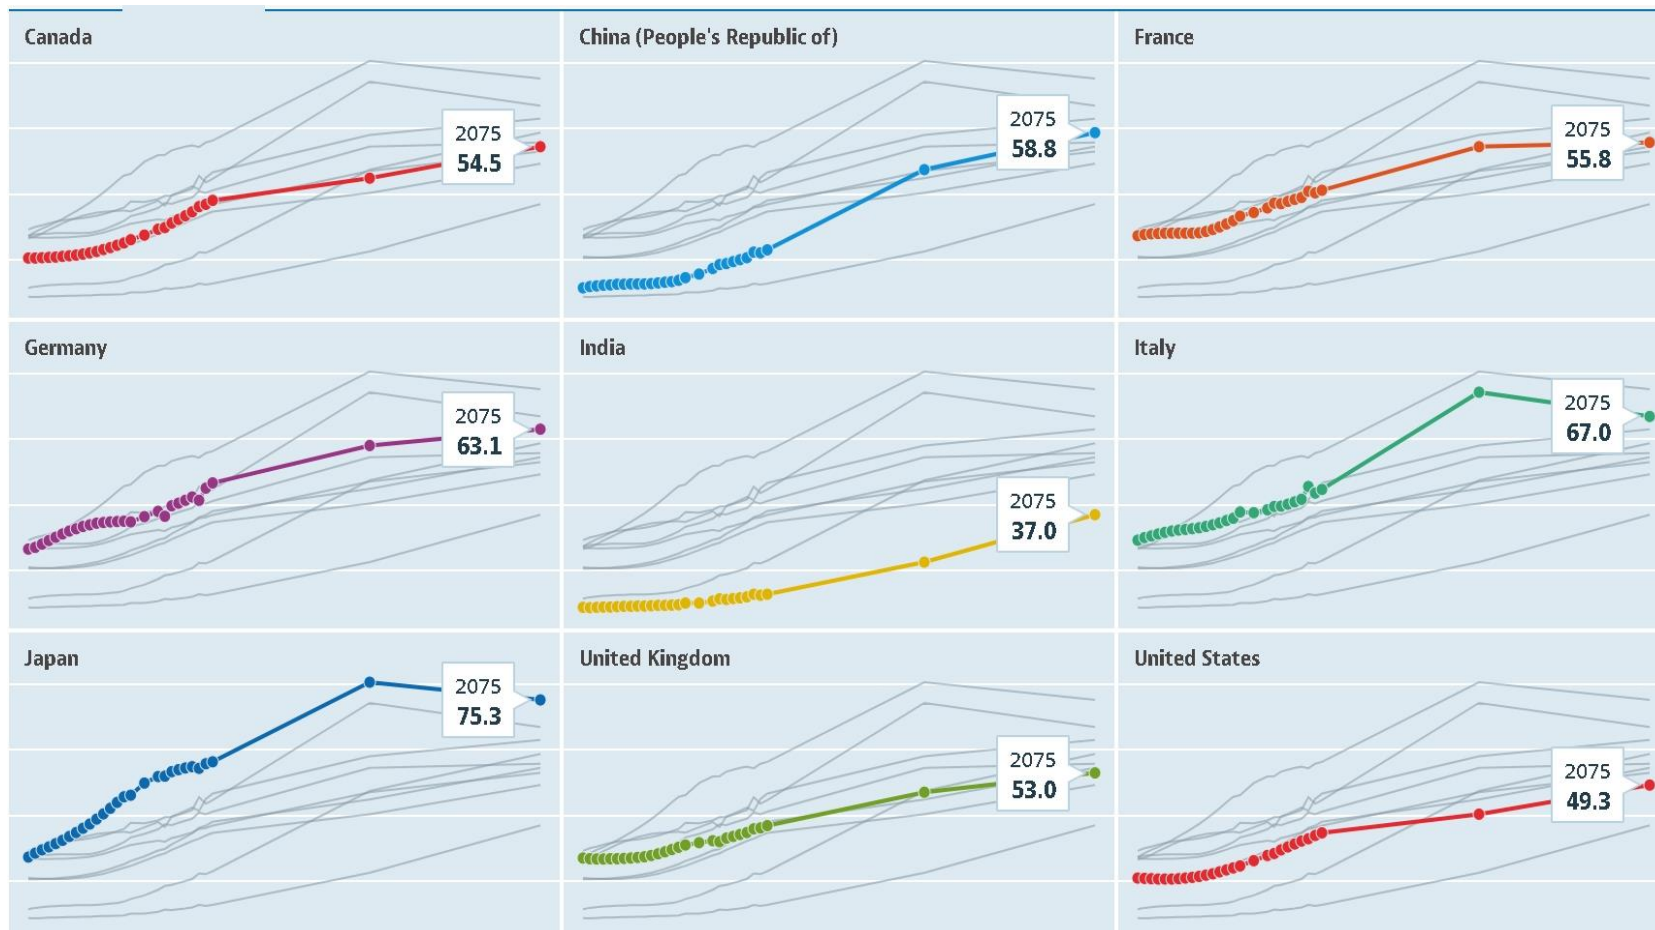 Canada
2075
54.5
China (People's Republic of)
2075
58.8
France
2075
55.8
Germany
2075
63.1
India
2075
37.0
Italy
2075
67.0
Japan
2075
75.3
United Kingdom
2075
53.0
United States
2075
49.3